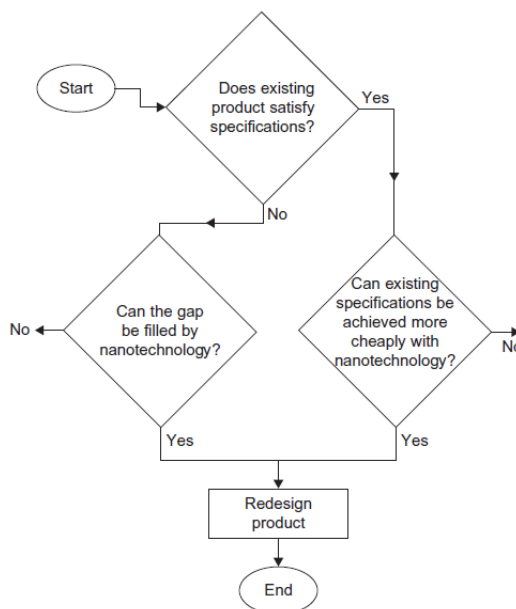 Start
Does existing
product satisfy
specifications?
Yes
No
Can the gap
be filled by
nanotechnology?
No
Can existing
specifications be
achieved more
cheaply with
nanotechnology?
No
Yes
Yes
Redesign
product
End